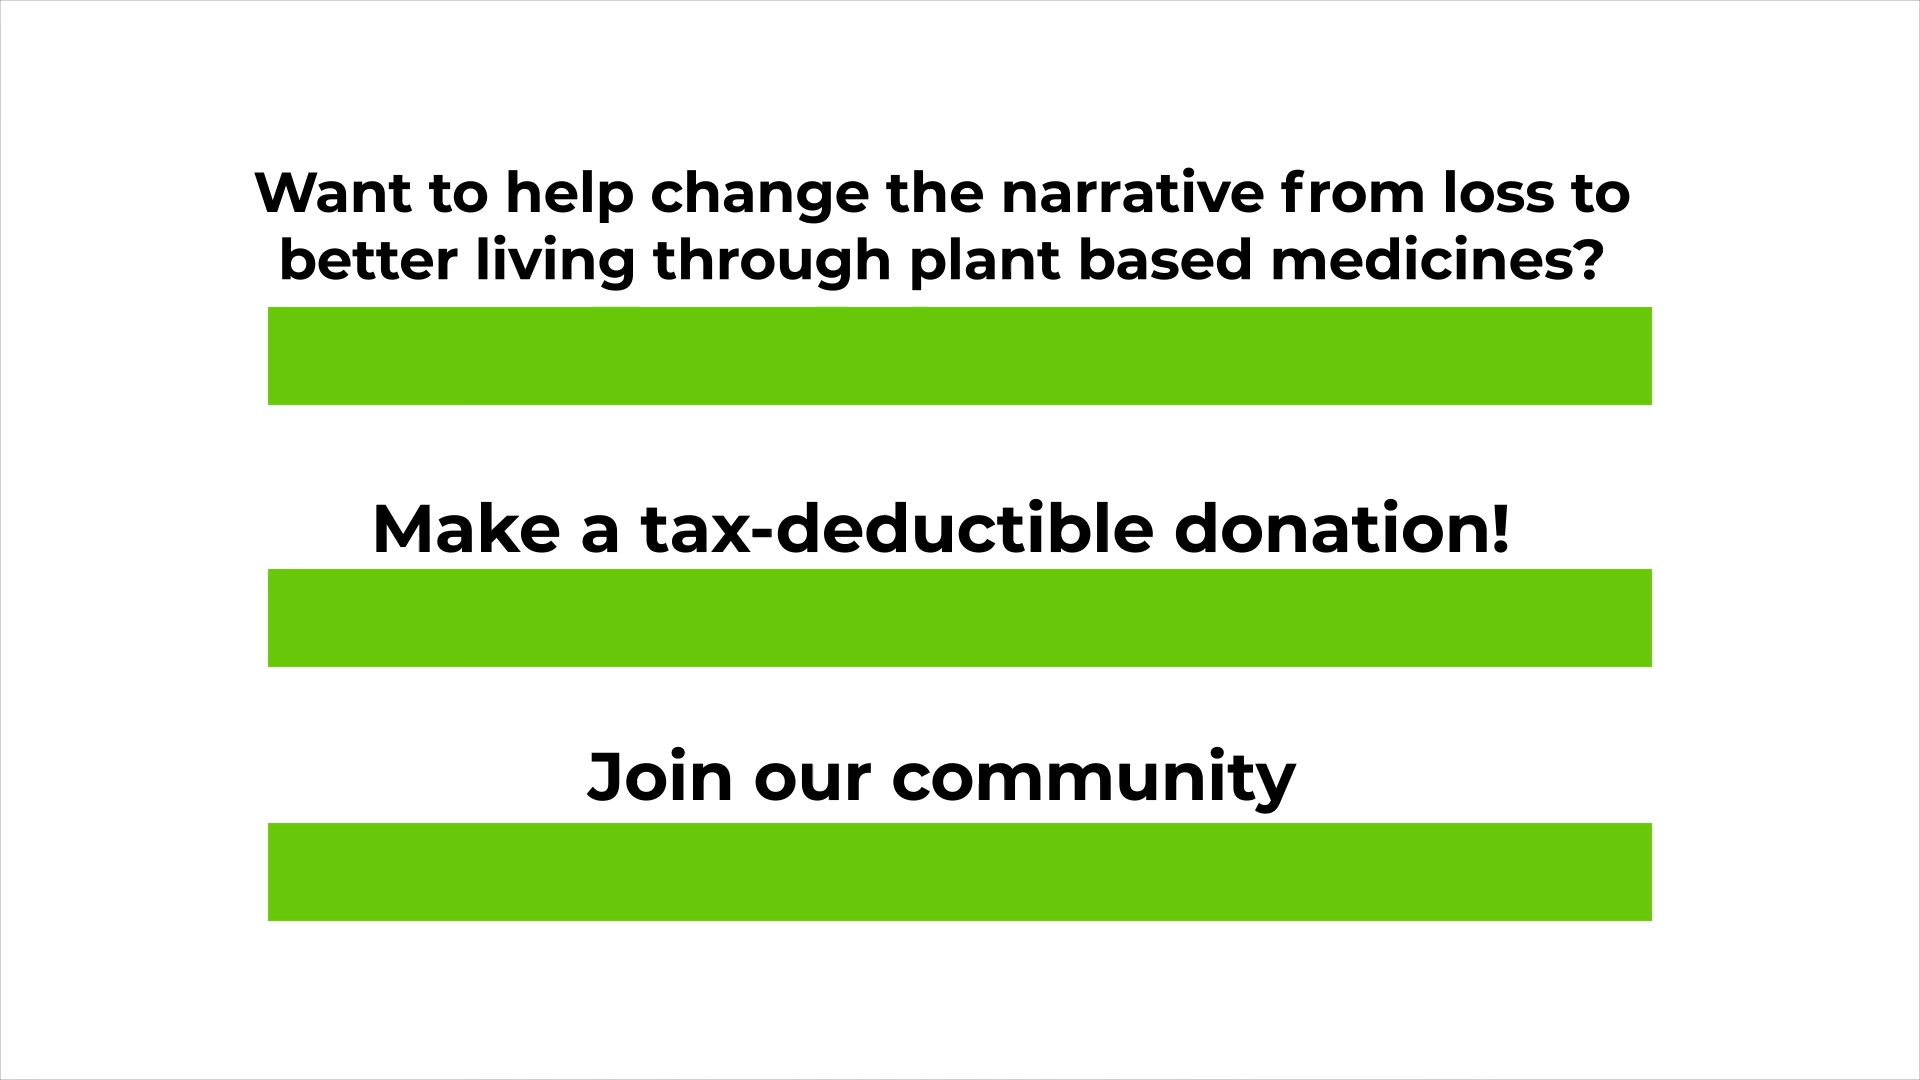 Want to help change the narrative from loss to
better living through plant based medicines?
Make a tax-deductible donation!
Join our community